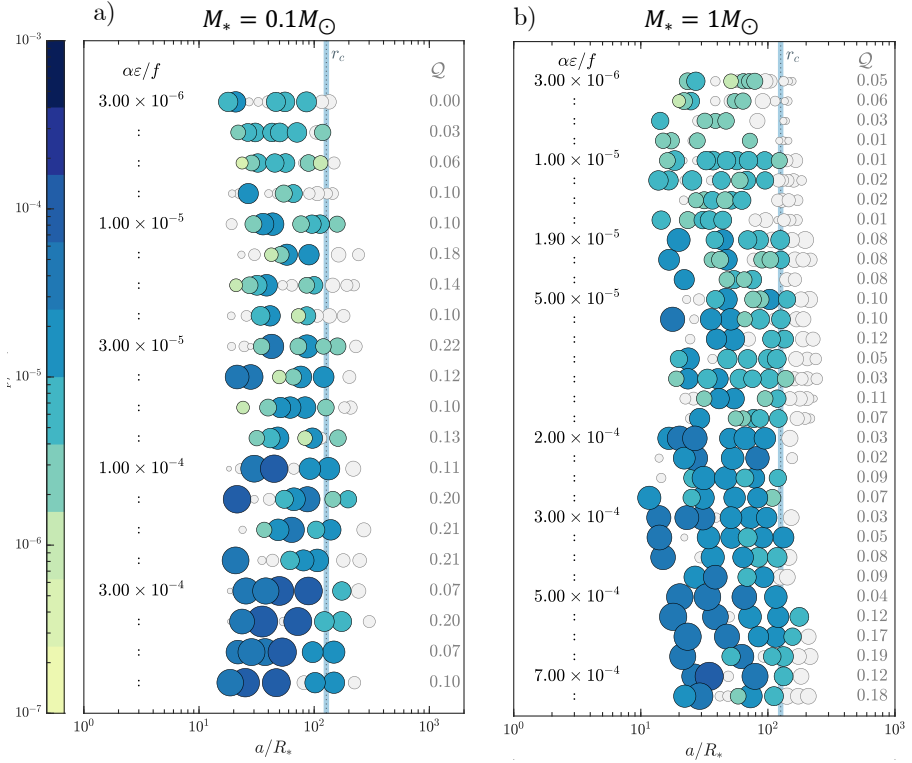 a) M* = 0.1M⊙
b) M* = 1M⊙
10⁻³
10⁻⁴
10⁻⁵
10⁻⁶
10⁻⁷
αε/f
r_c
Q
3.00 × 10⁻⁶ 0.00
: 0.03
: 0.06
: 0.10
1.00 × 10⁻⁵ 0.10
: 0.18
: 0.14
: 0.10
3.00 × 10⁻⁵ 0.22
: 0.12
: 0.10
: 0.13
1.00 × 10⁻⁴ 0.11
: 0.20
: 0.21
: 0.21
3.00 × 10⁻⁴ 0.07
: 0.20
: 0.07
: 0.10
10⁰ 10¹ 10² 10³
a/R*
αε/f
r_c
Q
3.00 × 10⁻⁶ 0.05
: 0.06
: 0.03
: 0.01
1.00 × 10⁻⁵ 0.01
: 0.02
: 0.02
: 0.01
1.90 × 10⁻⁵ 0.08
: 0.08
: 0.08
5.00 × 10⁻⁵ 0.10
: 0.10
: 0.12
: 0.05
: 0.03
: 0.11
: 0.07
2.00 × 10⁻⁴ 0.03
: 0.02
: 0.09
: 0.07
3.00 × 10⁻⁴ 0.03
: 0.05
: 0.08
: 0.09
5.00 × 10⁻⁴ 0.04
: 0.12
: 0.17
: 0.19
7.00 × 10⁻⁴ 0.12
: 0.18
10⁰ 10¹ 10² 10³
a/R*